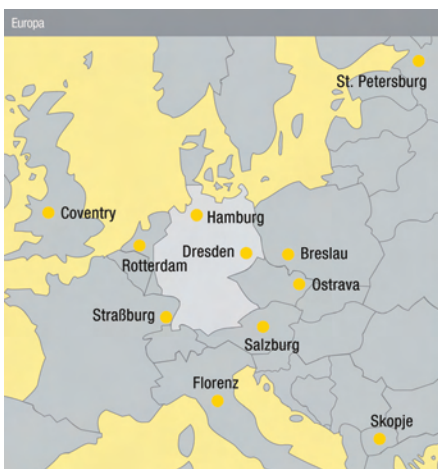 Europa
St. Petersburg
Coventry
Hamburg
Rotterdam
Dresden
Breslau
Ostrava
Straßburg
Salzburg
Florenz
Skopje